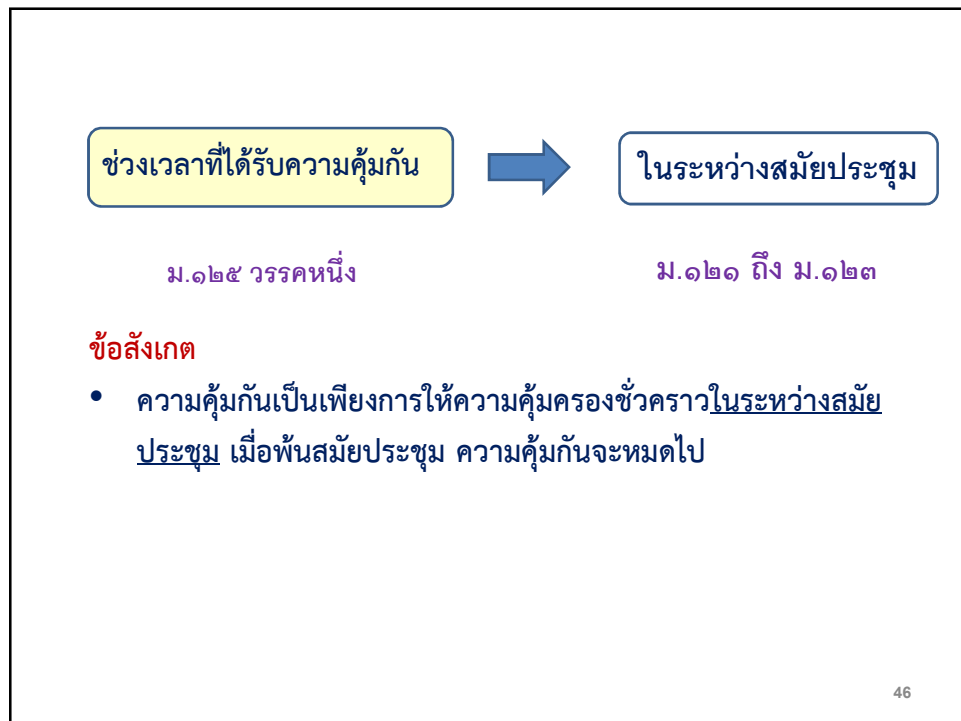 ช่วงเวลาที่ได้รับความคุ้มกัน
ในระหว่างสมัยประชุม
ม.๑๒๕ วรรคหนึ่ง
ม.๑๒๑ ถึง ม.๑๒๓
ข้อสังเกต
• ความคุ้มกันเป็นเพียงการให้ความคุ้มครองชั่วคราวในระหว่างสมัย
ประชุม เมื่อพ้นสมัยประชุม ความคุ้มกันจะหมดไป
46